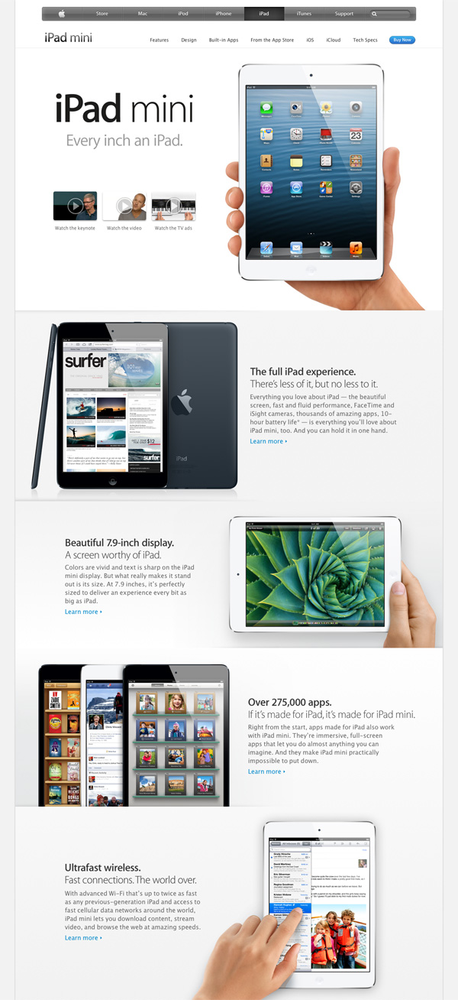 Store Mac iPod iPhone iPad iTunes Support
iPad mini Features Design Built-in Apps From the App Store iOS iCloud Tech Specs Buy Now
iPad mini
Every inch an iPad.
Watch the keynote Watch the video Watch the TV ads
surfer
surfer
iPad
The full iPad experience.
There's less of it, but no less to it.
Everything you love about iPad — the beautiful
screen, fast and fluid performance, FaceTime and
iSight cameras, thousands of amazing apps, 10-
hour battery life* — is everything you'll love about
iPad mini, too. And you can hold it in one hand.
Learn more
Beautiful 7.9-inch display.
A screen worthy of iPad.
Colors are vivid and text is sharp on the iPad
mini display. But what really makes it stand
out is its size. At 7.9 inches, it's perfectly
sized to deliver an experience every bit as
big as iPad.
Learn more
ZADIE
SMITH
Over 275,000 apps.
If it's made for iPad, it's made for iPad mini.
Right from the start, apps made for iPad also work
with iPad mini. They're immersive, full-screen
apps that let you do almost anything you can
imagine. And they make iPad mini practically
impossible to put down.
Learn more
Ultrafast wireless.
Fast connections. The world over.
With advanced Wi-Fi that's up to twice as fast
as any previous-generation iPad and access to
fast cellular data networks around the world,
iPad mini lets you download content, stream
video, and browse the web at amazing speeds.
Learn more